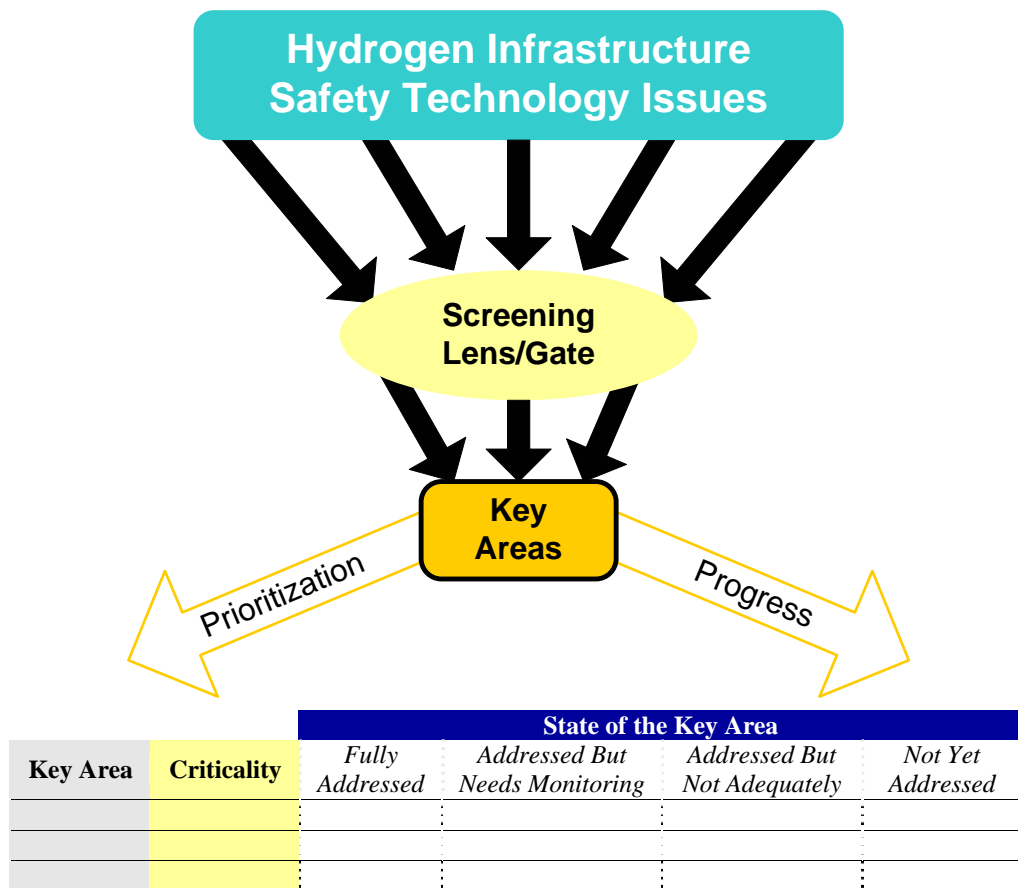 Hydrogen Infrastructure
Safety Technology Issues
Screening
Lens/Gate
Key
Areas
Prioritization
Progress
State of the Key Area
Key Area
Criticality
Fully
Addressed
Addressed But
Needs Monitoring
Addressed But
Not Adequately
Not Yet
Addressed